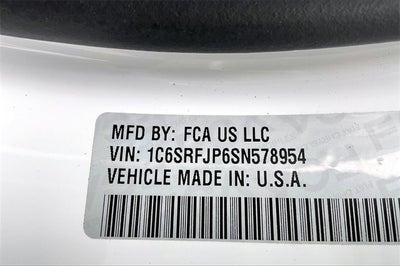 MFD BY: FCA US LLC
VIN: 1C6SRFJP6SN578954
VEHICLE MADE IN: U.S.A.